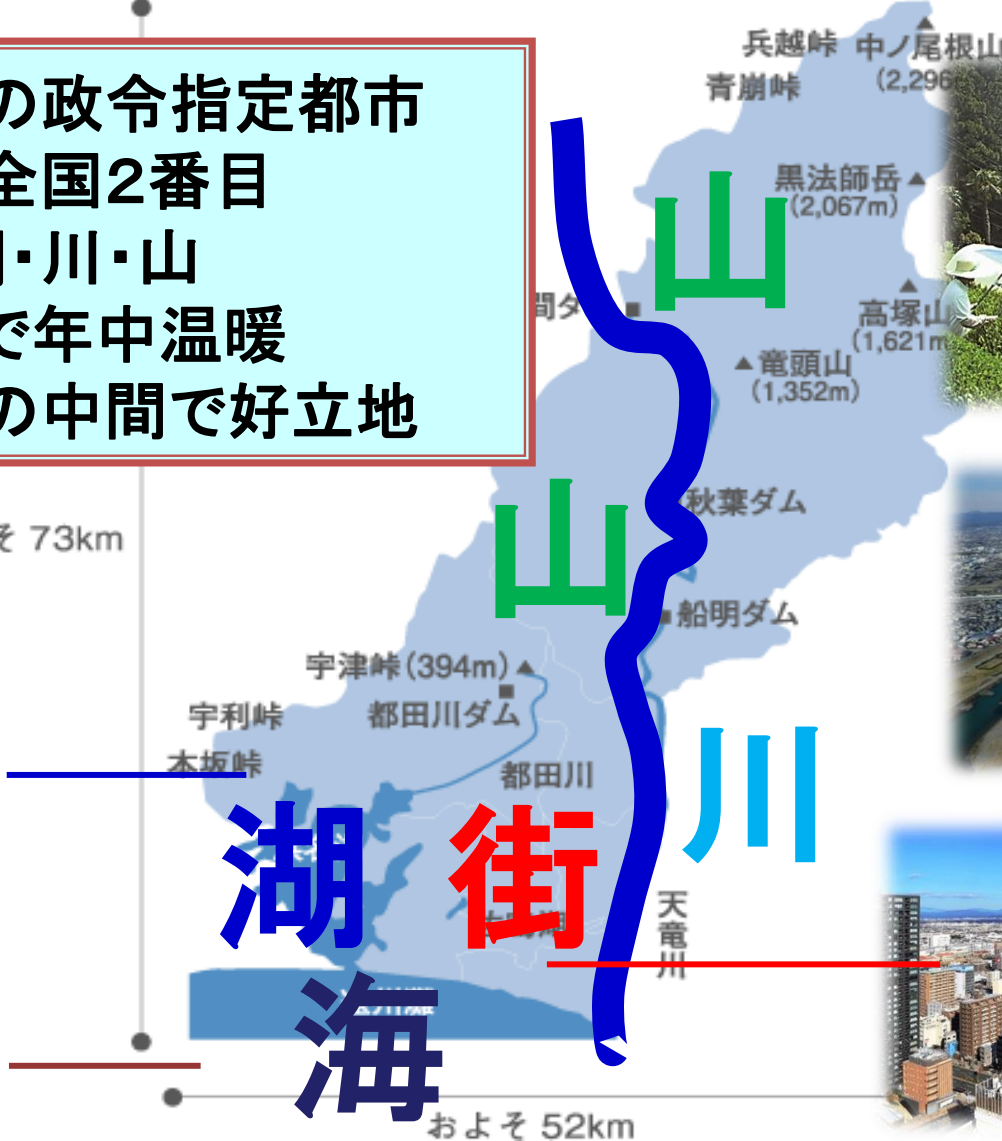 の政令指定都市
全国2番目
・川・山
で年中温暖
の中間で好立地
兵越峠
中ノ尾根山
(2,296
青崩峠
黒法師岳
(2,067m)
山
間ダ
高塚山
(1,621m
竜頭山
(1,352m)
秋葉ダム
そ 73km
山
船明ダム
宇津峠(394m)
都田川ダム
宇利峠
本坂峠
都田川
川
湖
街
天竜川
海
およそ 52km